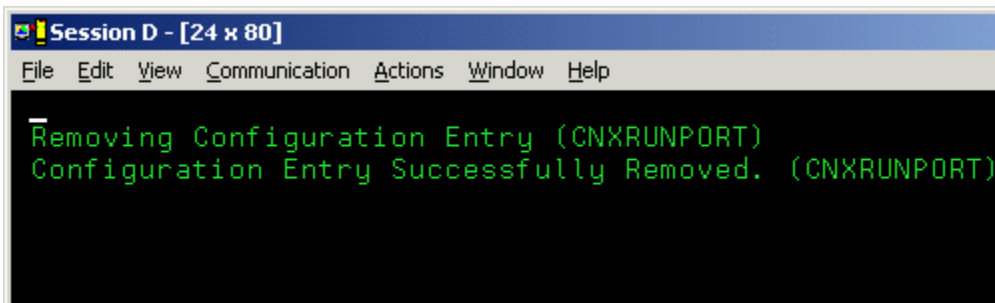 Session D - [24 x 80]
File Edit View Communication Actions Window Help
Removing Configuration Entry (CNXRUNPORT)
Configuration Entry Successfully Removed. (CNXRUNPORT)